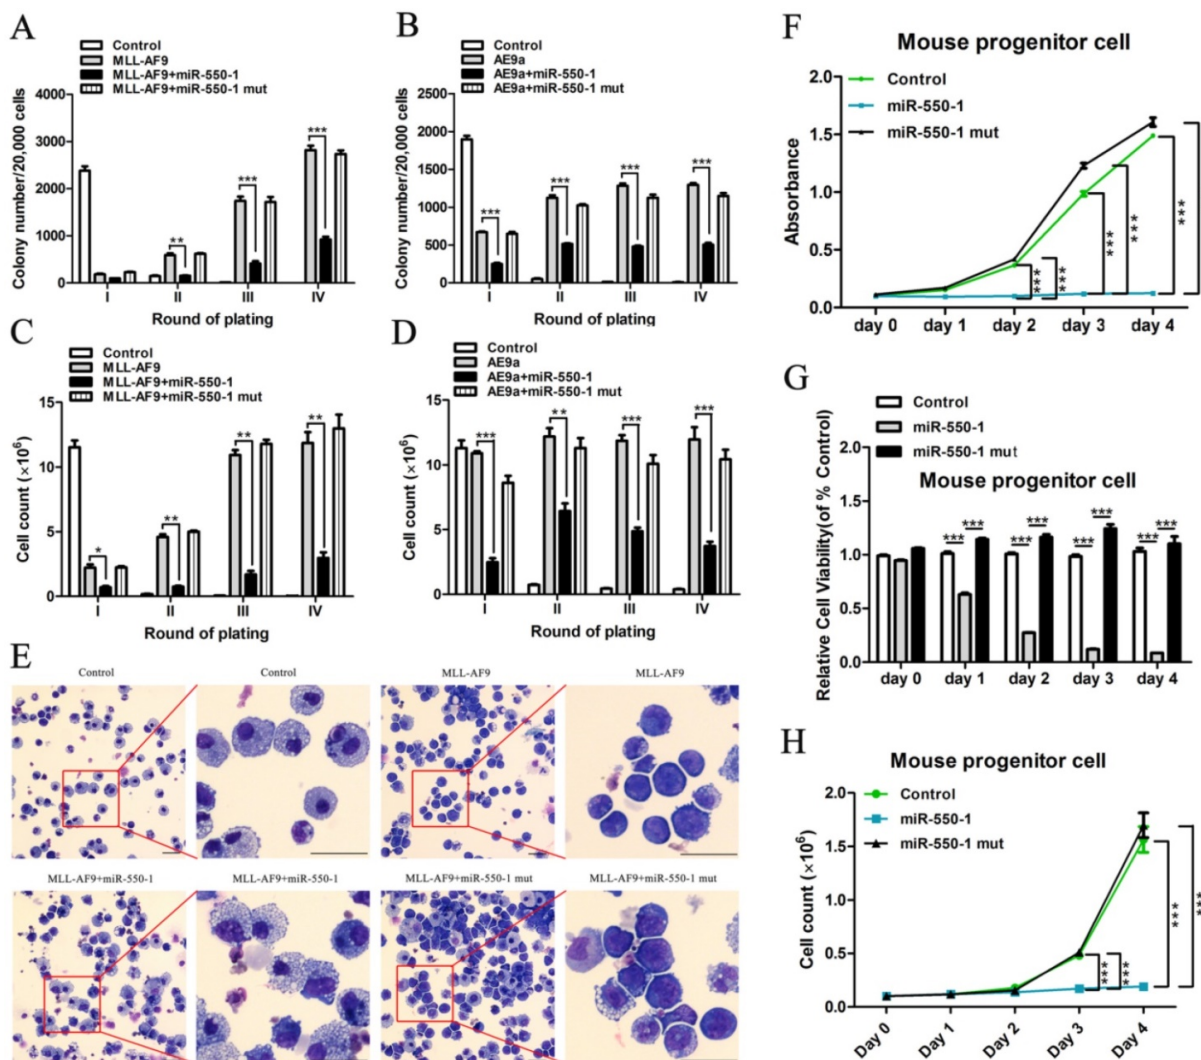 A
Control
MLL-AF9
MLL-AF9+miR-550-1
MLL-AF9+miR-550-1 mut
Colony number/20,000 cells
4000
3000
2000
1000
0
***
***
**
I II III IV
Round of plating
B
Control
AE9a
AE9a+miR-550-1
AE9a+miR-550-1 mut
Colony number/20,000 cells
2500
2000
1500
1000
500
0
***
***
***
***
I II III IV
Round of plating
C
Control
MLL-AF9
MLL-AF9+miR-550-1
MLL-AF9+miR-550-1 mut
Cell count (×10⁶)
15
10
5
0
*
**
**
**
I II III IV
Round of plating
D
Control
AE9a
AE9a+miR-550-1
AE9a+miR-550-1 mut
Cell count (×10⁶)
15
10
5
0
***
**
***
***
I II III IV
Round of plating
E
Control Control MLL-AF9 MLL-AF9
MLL-AF9+miR-550-1 MLL-AF9+miR-550-1 MLL-AF9+miR-550-1 mut MLL-AF9+miR-550-1 mut
F
Mouse progenitor cell
Control
miR-550-1
miR-550-1 mut
Absorbance
2.0
1.5
1.0
0.5
0.0
***
***
***
***
***
***
day 0 day 1 day 2 day 3 day 4
G
Control
miR-550-1
miR-550-1 mut
Mouse progenitor cell
Relative Cell Viability(of % Control)
2.0
1.5
1.0
0.5
0.0
*** ***
*** ***
*** ***
*** ***
day 0 day 1 day 2 day 3 day 4
H
Mouse progenitor cell
Control
miR-550-1
miR-550-1 mut
Cell count (×10⁶)
2.0
1.5
1.0
0.5
0.0
***
***
***
***
Day 0 Day 1 Day 2 Day 3 Day 4